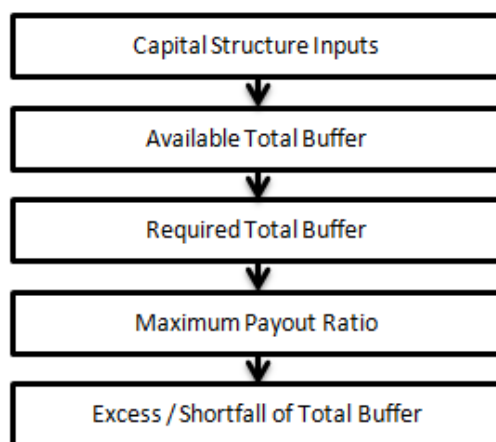 Capital Structure Inputs
Available Total Buffer
Required Total Buffer
Maximum Payout Ratio
Excess / Shortfall of Total Buffer